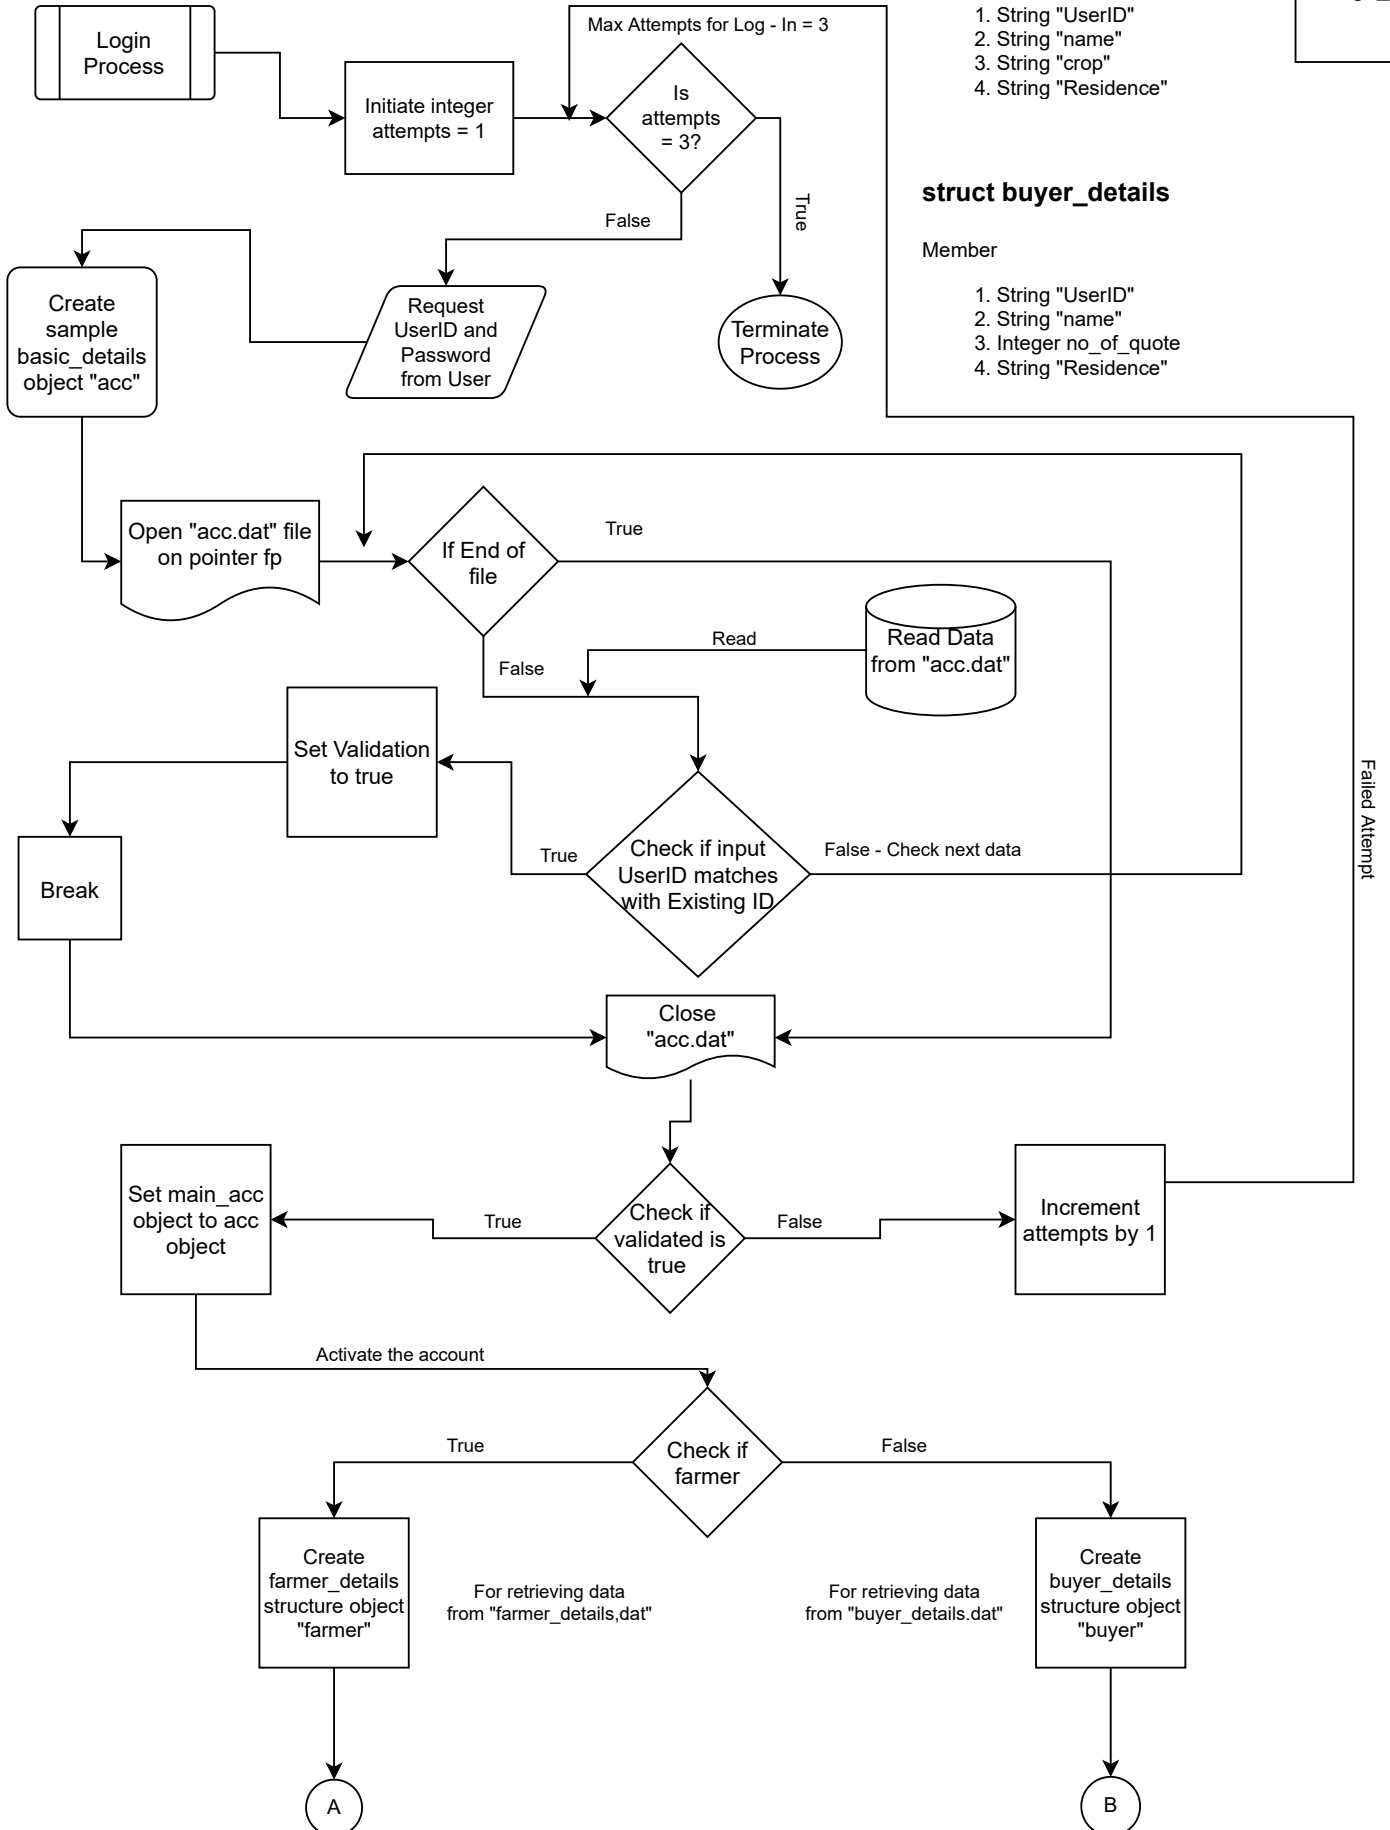 Login
Process
Initiate integer
attempts = 1
Max Attempts for Log - In = 3
Is
attempts
= 3?
True
False
Terminate
Process
Request
UserID and
Password
from User
Create
sample
basic_details
object "acc"
1. String "UserID"
2. String "name"
3. String "crop"
4. String "Residence"
struct buyer_details
Member
1. String "UserID"
2. String "name"
3. Integer no_of_quote
4. String "Residence"
Open "acc.dat" file
on pointer fp
If End of
file
True
False
Read
Read Data
from "acc.dat"
Set Validation
to true
Break
True
Check if input
UserID matches
with Existing ID
False - Check next data
Failed Attempt
Close
"acc.dat"
Set main_acc
object to acc
object
True
Check if
validated is
true
False
Increment
attempts by 1
Activate the account
Check if
farmer
True
False
Create
farmer_details
structure object
"farmer"
For retrieving data
from "farmer_details,dat"
For retrieving data
from "buyer_details.dat"
Create
buyer_details
structure object
"buyer"
A
B